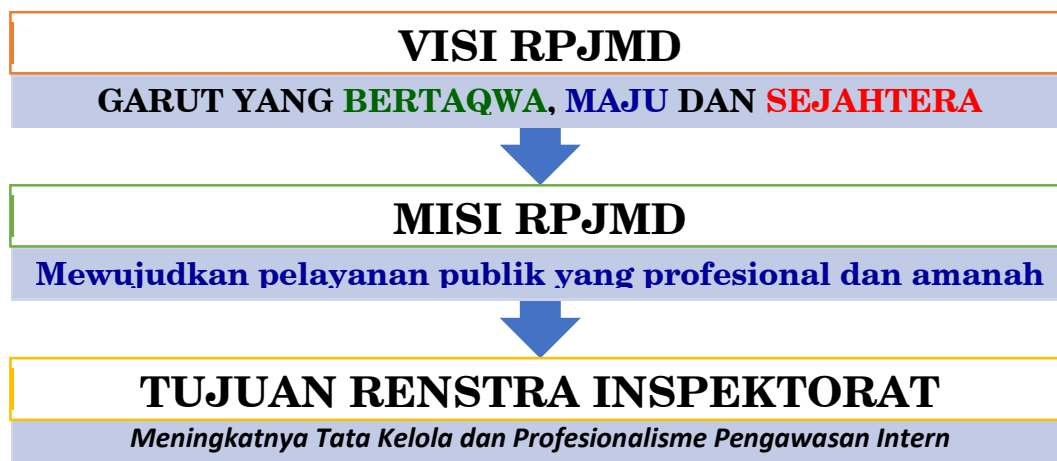 VISI RPJMD
GARUT YANG BERTAQWA, MAJU DAN SEJAHTERA
MISI RPJMD
Mewujudkan pelayanan publik yang profesional dan amanah
TUJUAN RENSTRA INSPEKTORAT
Meningkatnya Tata Kelola dan Profesionalisme Pengawasan Intern